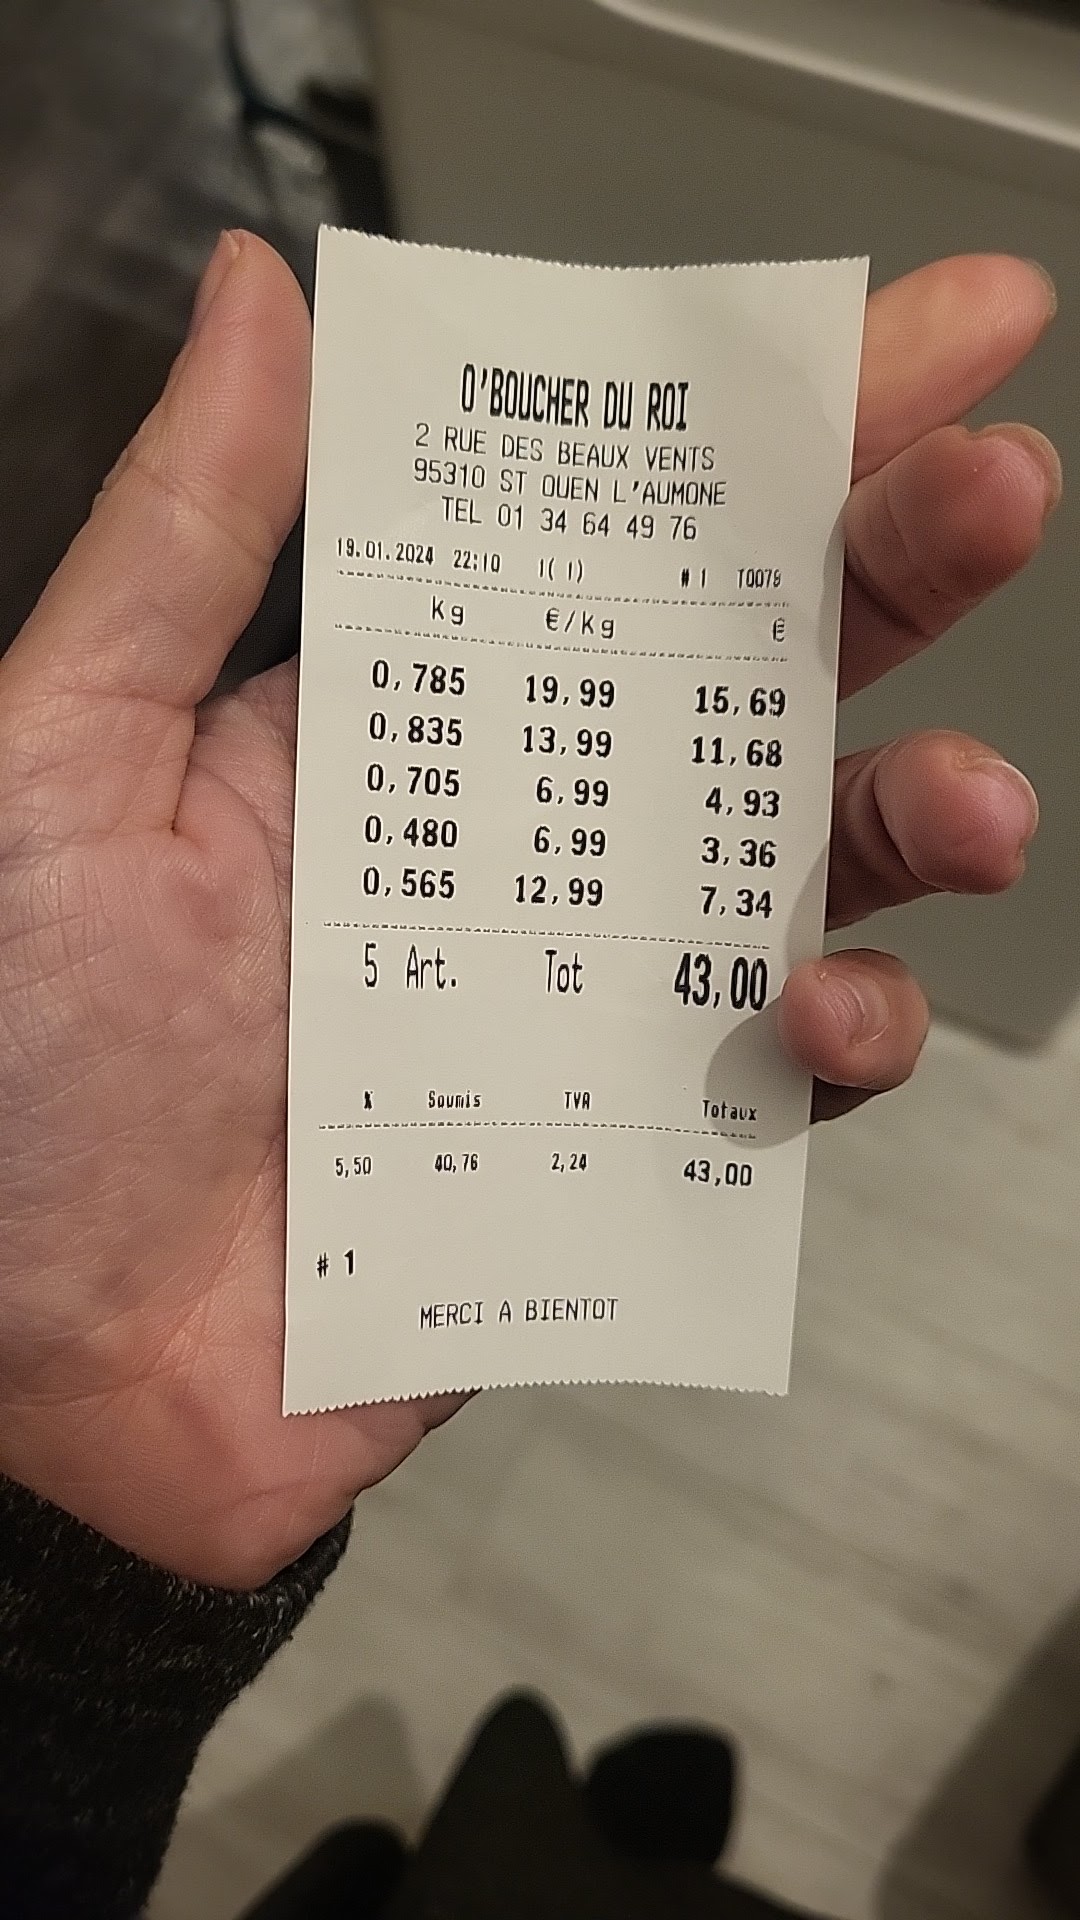 O'BOUCHER DU ROI
2 RUE DES BEAUX VENTS
95310 ST OUEN L'AUMONE
TEL 01 34 64 49 76
19.01.2024 22:10 1( 1) #1 T0079
kg €/kg €
0,785 19,99 15,69
0,835 13,99 11,68
0,705 6,99 4,93
0,480 6,99 3,36
0,565 12,99 7,34
5 Art. Tot 43,00
% Soumis TVA Totaux
5,50 40,76 2,24 43,00
# 1
MERCI A BIENTOT